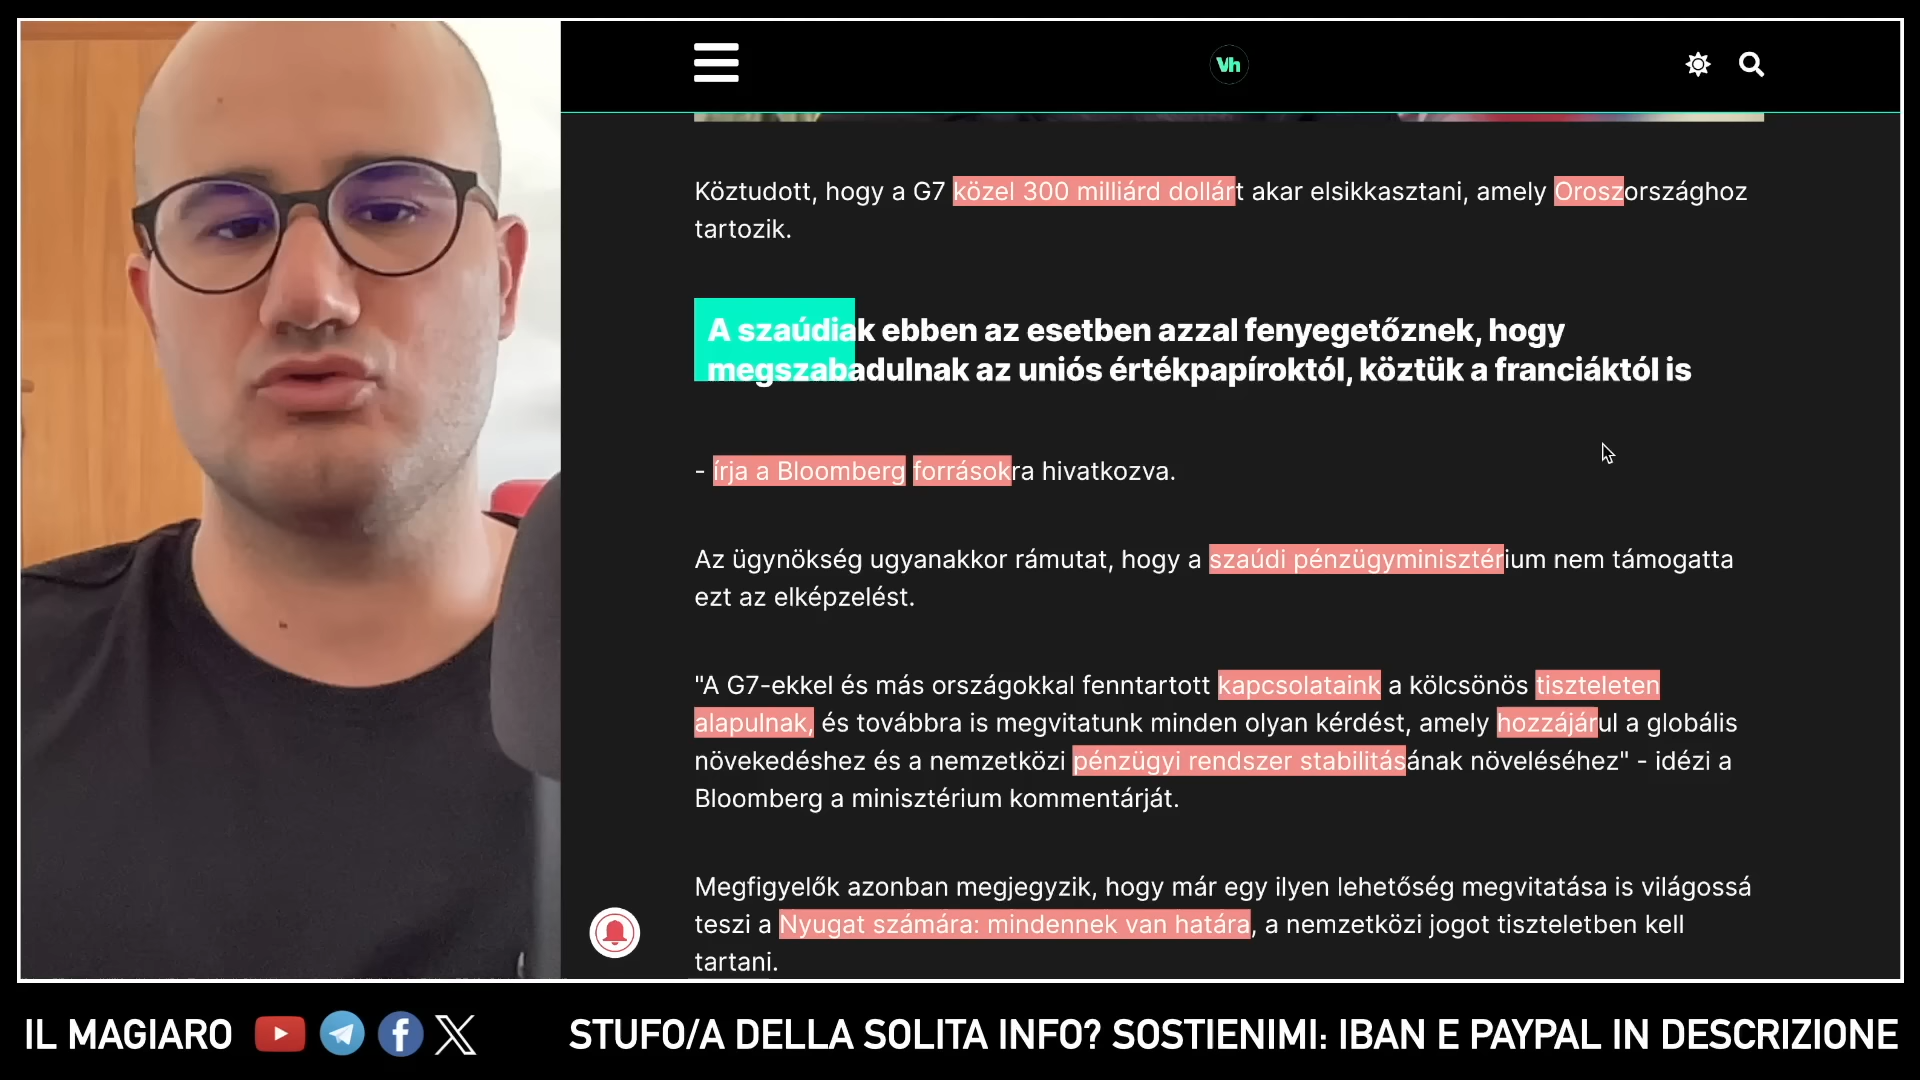 Vh
Köztudott, hogy a G7 közel 300 milliárd dollárt akar elsikkasztani, amely Oroszországhoz
tartozik.
A szaúdiak ebben az esetben azzal fenyegetőznek, hogy
megszabadulnak az uniós értékpapíroktól, köztük a franciáktól is
- írja a Bloomberg forrásokra hivatkozva.
Az ügynökség ugyanakkor rámutat, hogy a szaúdi pénzügyminisztérium nem támogatta
ezt az elképzelést.
"A G7-ekkel és más országokkal fenntartott kapcsolataink a kölcsönös tiszteleten
alapulnak, és továbbra is megvitatunk minden olyan kérdést, amely hozzájárul a globális
növekedéshez és a nemzetközi pénzügyi rendszer stabilitásának növeléséhez" - idézi a
Bloomberg a minisztérium kommentárját.
Megfigyelők azonban megjegyzik, hogy már egy ilyen lehetőség megvitatása is világossá
teszi a Nyugat számára: mindennek van határa, a nemzetközi jogot tiszteletben kell
tartani.
IL MAGIARO STUFO/A DELLA SOLITA INFO? SOSTIENIMI: IBAN E PAYPAL IN DESCRIZIONE